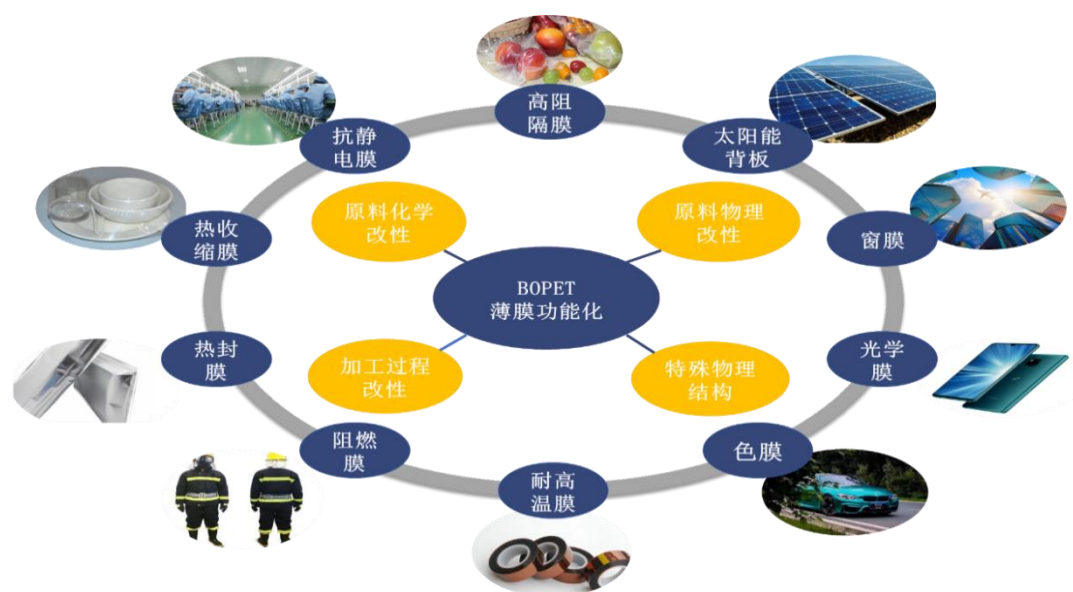 高阻
隔膜
抗静
电膜
太阳能
背板
原料化学
改性
原料物理
改性
热收
缩膜
窗膜
BOPET
薄膜功能化
热封
膜
光学
膜
加工过程
改性
特殊物理
结构
阻燃
膜
色膜
耐高
温膜